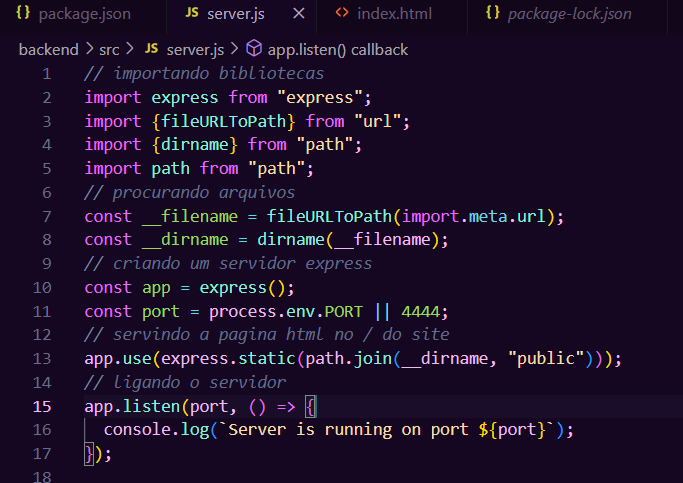 {} package.json JS server.js × <> index.html {} package-lock.json
backend > src > JS server.js > app.listen() callback
1 // importando bibliotecas
2 import express from "express";
3 import {fileURLToPath} from "url";
4 import {dirname} from "path";
5 import path from "path";
6 // procurando arquivos
7 const __filename = fileURLToPath(import.meta.url);
8 const __dirname = dirname(__filename);
9 // criando um servidor express
10 const app = express();
11 const port = process.env.PORT || 4444;
12 // servindo a pagina html no / do site
13 app.use(express.static(path.join(__dirname, "public")));
14 // ligando o servidor
15 app.listen(port, () => {
16 console.log(`Server is running on port ${port}`);
17 });
18